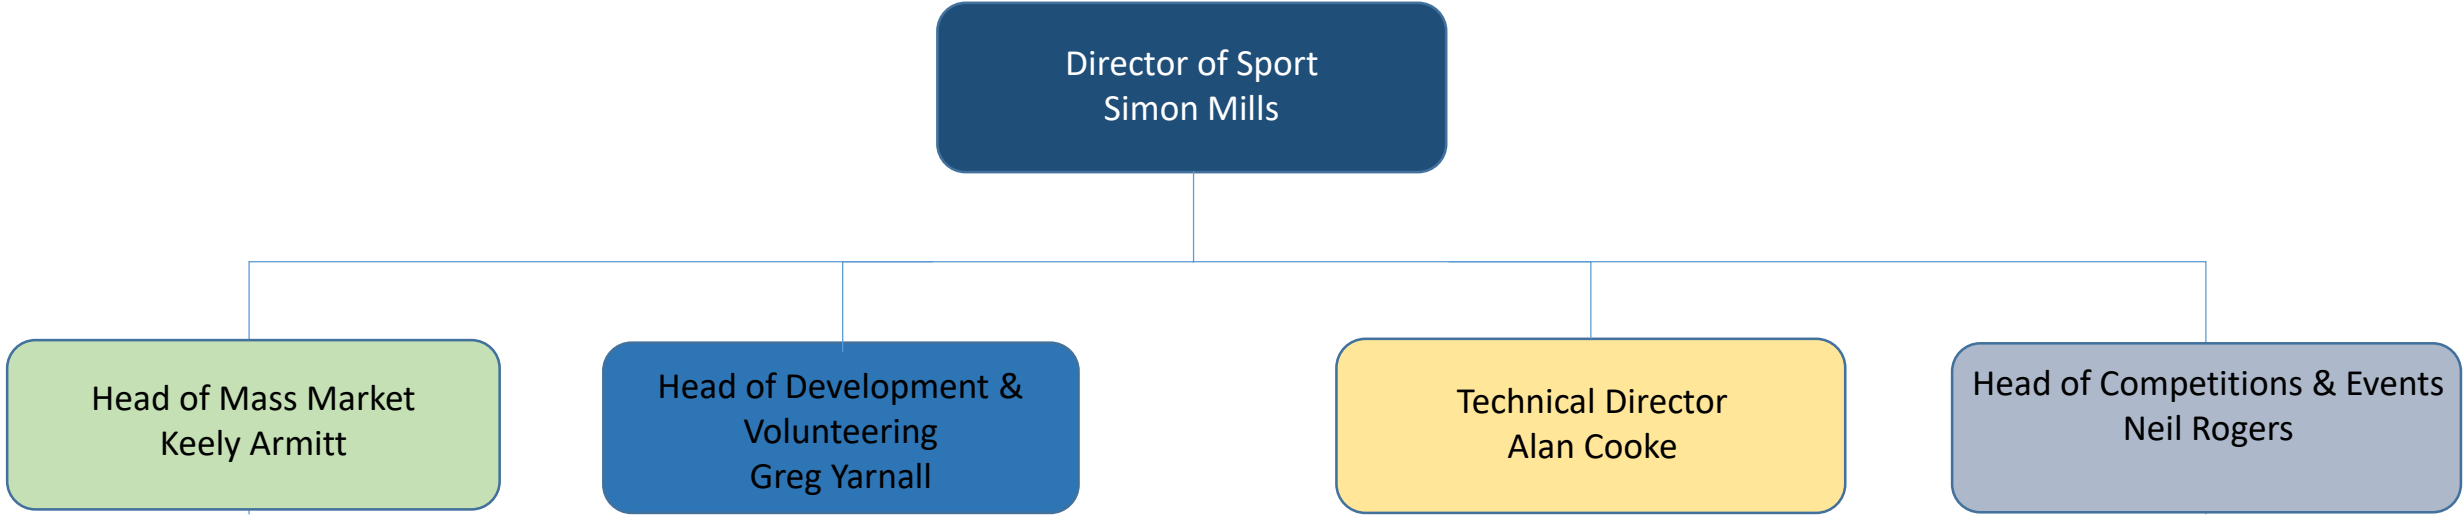 Director of Sport
Simon Mills
Head of Mass Market
Keely Armitt
Head of Development &
Volunteering
Greg Yarnall
Technical Director
Alan Cooke
Head of Competitions & Events
Neil Rogers